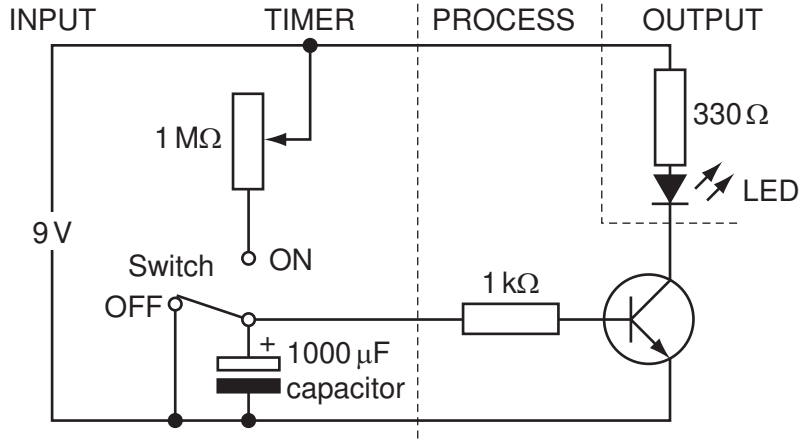 INPUT
TIMER
PROCESS
OUTPUT
1 MΩ
330 Ω
LED
9 V
ON
Switch
OFF
1 kΩ
+
1000 μF
capacitor